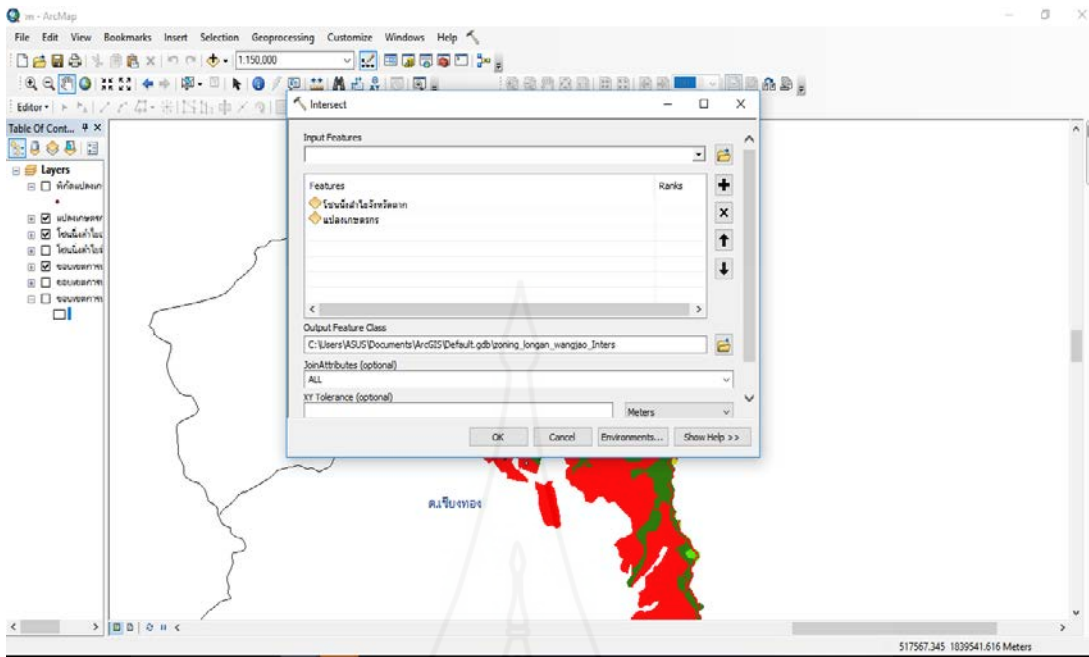 vn - ArcMap
File Edit View Bookmarks Insert Selection Geoprocessing Customize Windows Help
1:150,000
Editor
Intersect
Table Of Cont...
Layers
Input Features
Features Ranks
โซนนิ่งลำไยจังหวัดตาก
แปลงเกษตรกร
Output Feature Class
C:\Users\ASUS\Documents\ArcGIS\Default.gdb\zoning_longan_wangjao_Inters
JoinAttributes (optional)
ALL
XY Tolerance (optional)
Meters
OK Cancel Environments... Show Help >>
ต.เชียงทอง
517567.345 1839541.616 Meters